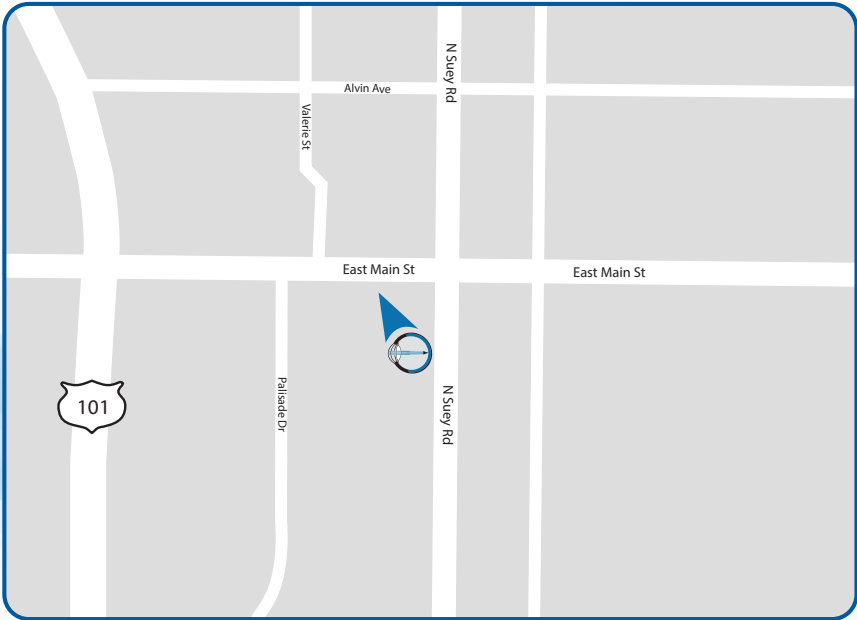 N Suey Rd
Alvin Ave
Valerie St
East Main St
East Main St
Palisade Dr
N Suey Rd
101